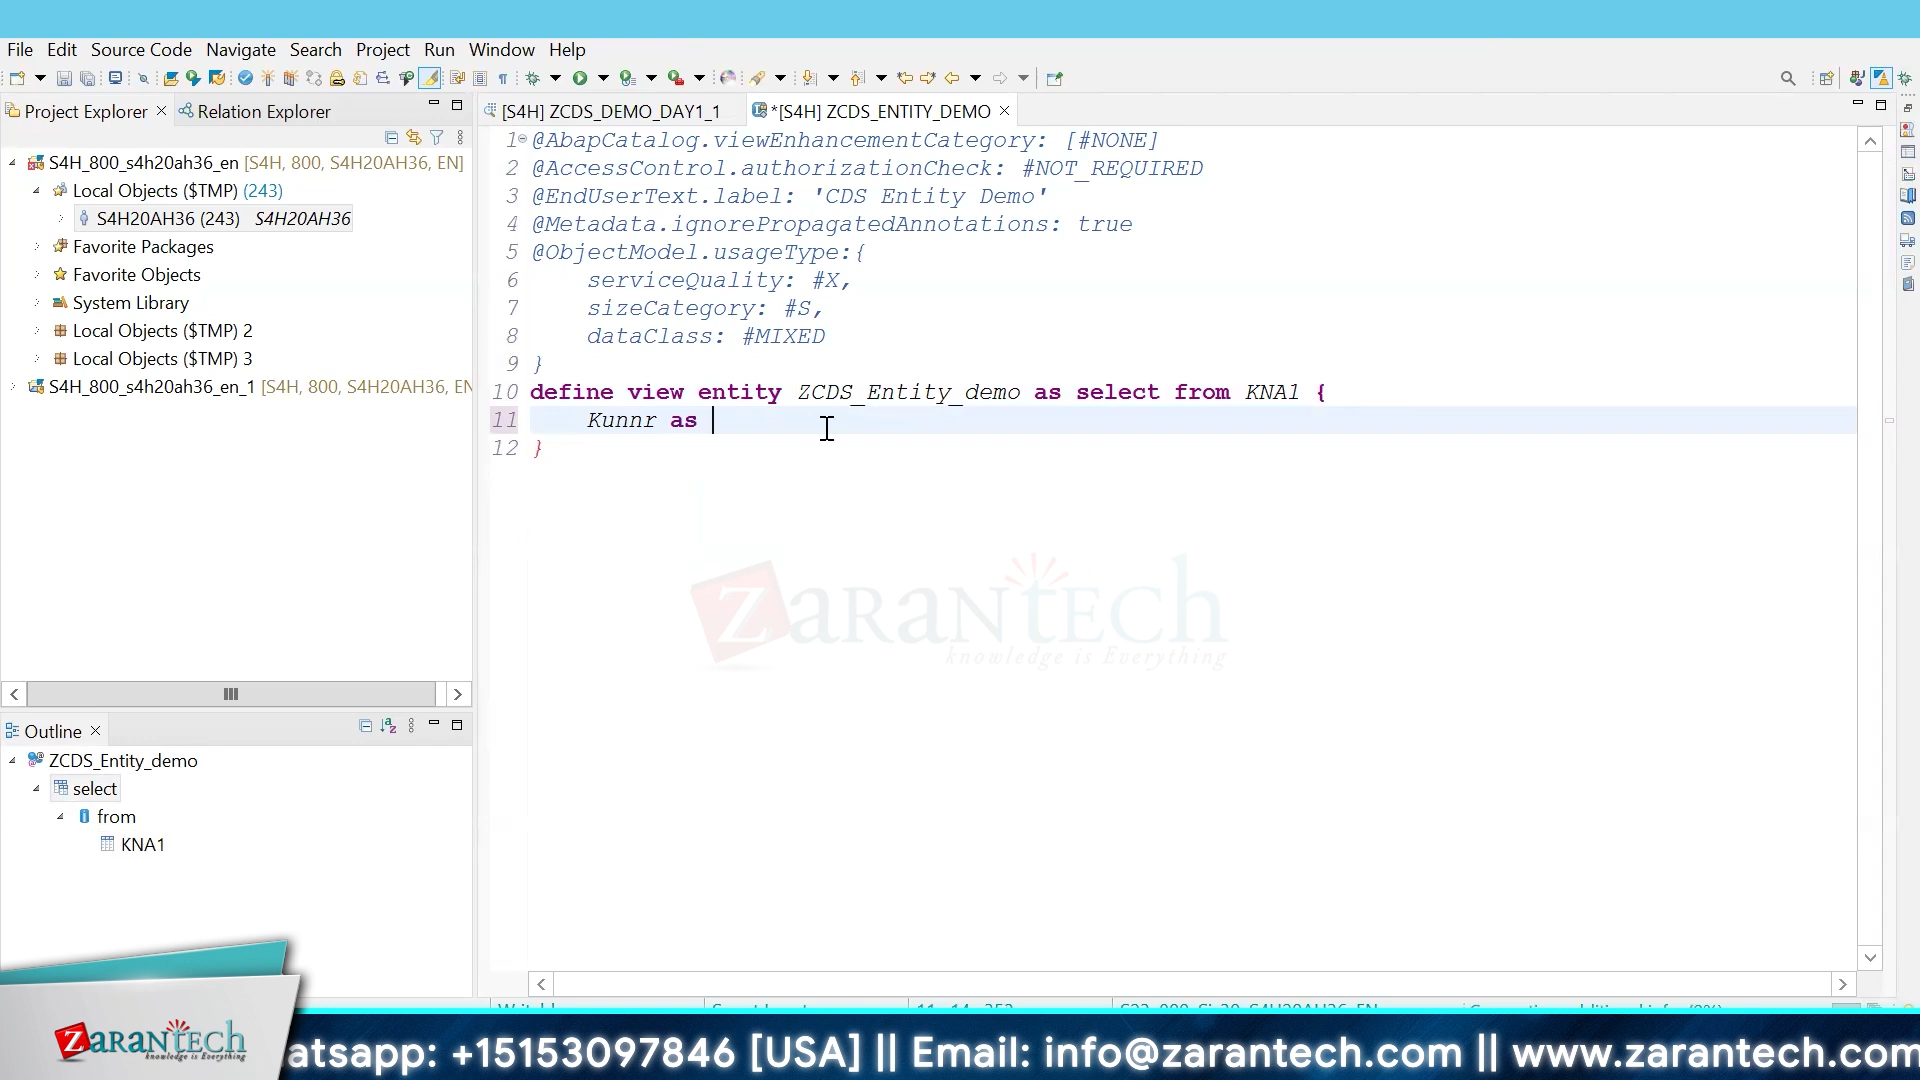 File Edit Source Code Navigate Search Project Run Window Help
Project Explorer Relation Explorer
S4H_800_s4h20ah36_en [S4H, 800, S4H20AH36, EN]
Local Objects ($TMP) (243)
S4H20AH36 (243) S4H20AH36
Favorite Packages
Favorite Objects
System Library
Local Objects ($TMP) 2
Local Objects ($TMP) 3
S4H_800_s4h20ah36_en_1 [S4H, 800, S4H20AH36, EN
Outline
ZCDS_Entity_demo
select
from
KNA1
[S4H] ZCDS_DEMO_DAY1_1 *[S4H] ZCDS_ENTITY_DEMO
1 @AbapCatalog.viewEnhancementCategory: [#NONE]
2 @AccessControl.authorizationCheck: #NOT_REQUIRED
3 @EndUserText.label: 'CDS Entity Demo'
4 @Metadata.ignorePropagatedAnnotations: true
5 @ObjectModel.usageType:{
6 serviceQuality: #X,
7 sizeCategory: #S,
8 dataClass: #MIXED
9 }
10 define view entity ZCDS_Entity_demo as select from KNA1 {
11 Kunnr as
12 }
ZaranTech
knowledge is Everything
ZaranTech
knowledge is Everything
atsapp: +15153097846 [USA] || Email: info@zarantech.com || www.zarantech.com